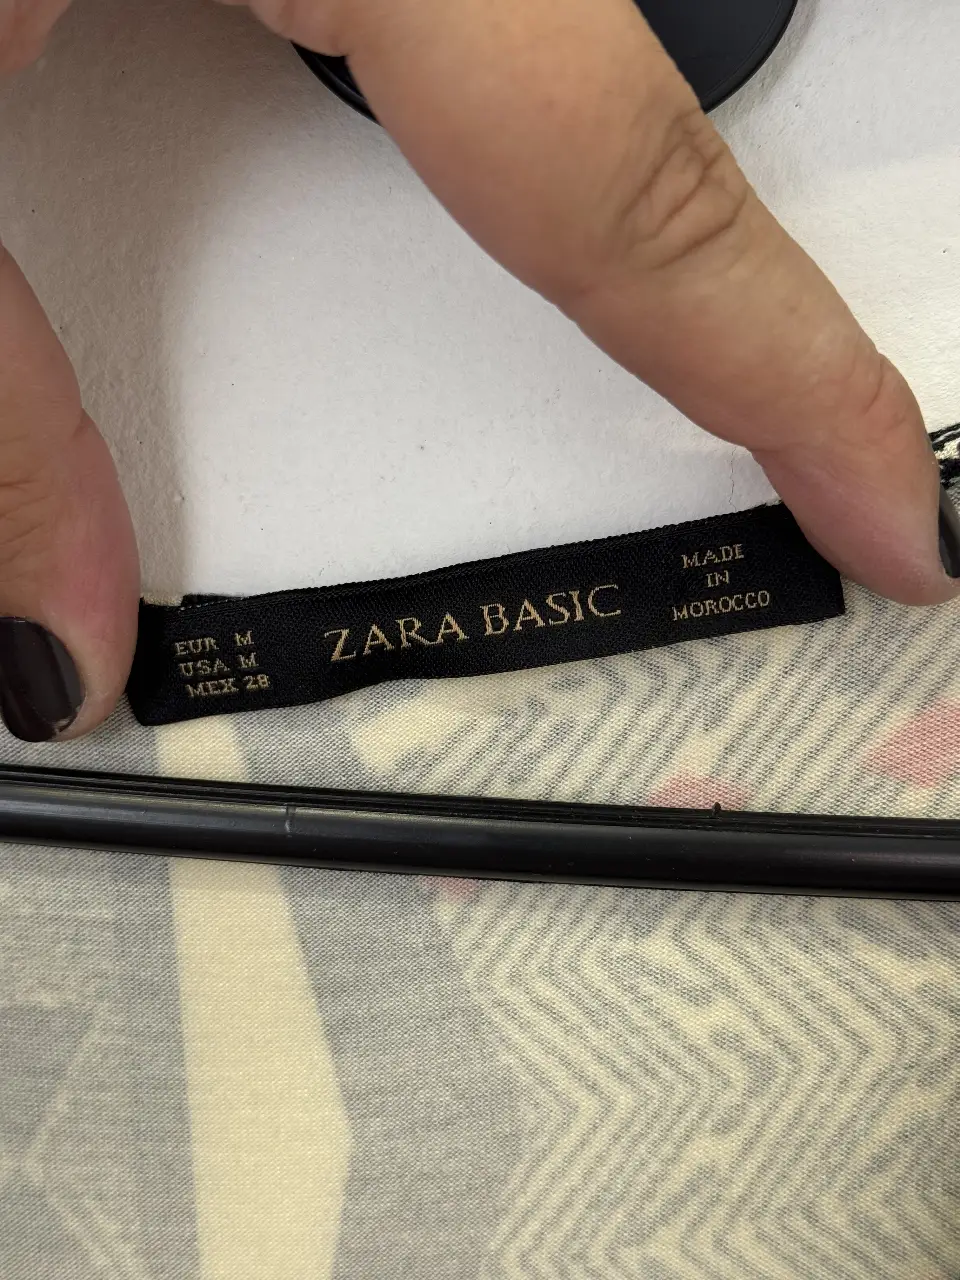 EUR M
USA M
MEX 28
ZARA BASIC
MADE
IN
MOROCCO